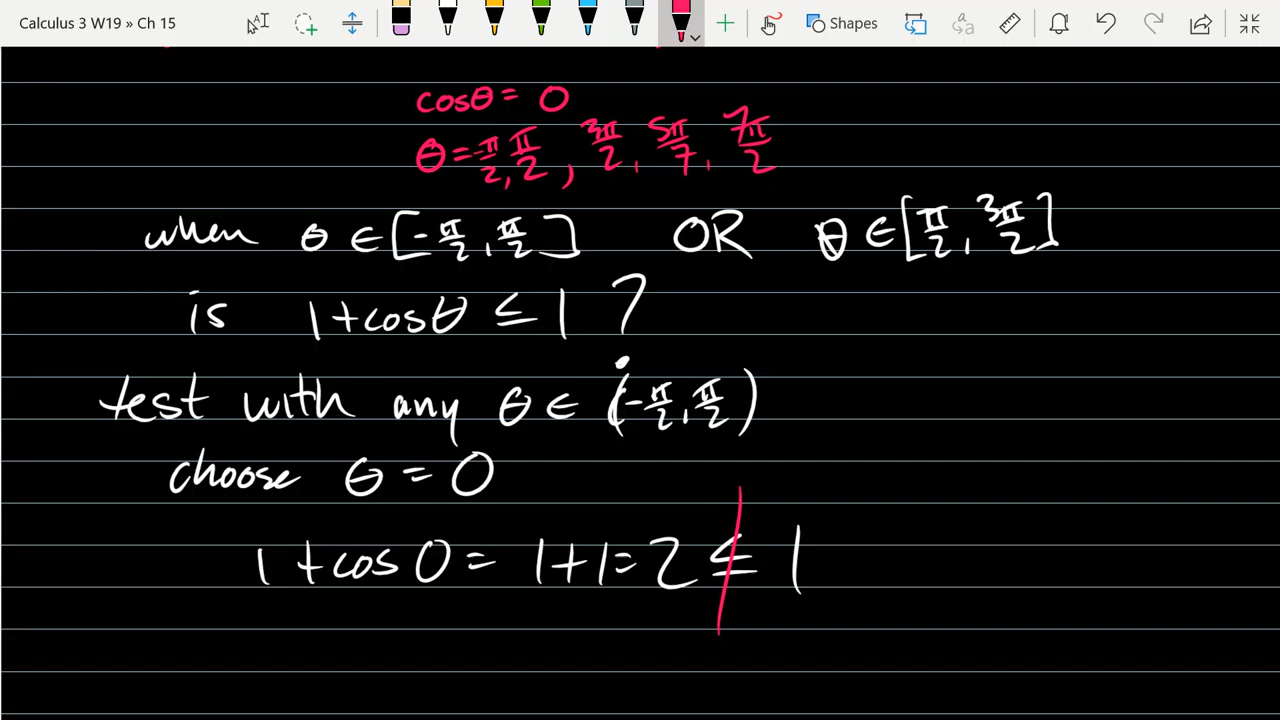 Calculus 3 W19 » Ch 15
Shapes
cosθ = 0
θ = -π/2, π/2, 3π/2, 5π/7, 7π/2
when θ ∈ [-π/2, π/2] OR θ ∈ [π/2, 3π/2]
is 1+cosθ ≤ 1 ?
test with any θ ∈ (-π/2, π/2)
choose θ = 0
1+cos0 = 1+1=2 ≰ 1